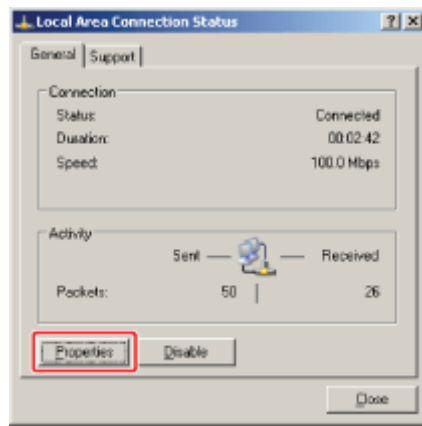 Local Area Connection Status
General Support
Connection
Status: Connected
Duration: 00:02:42
Speed: 100.0 Mbps
Activity
Sent Received
Packets: 50 26
Properties Disable
Close